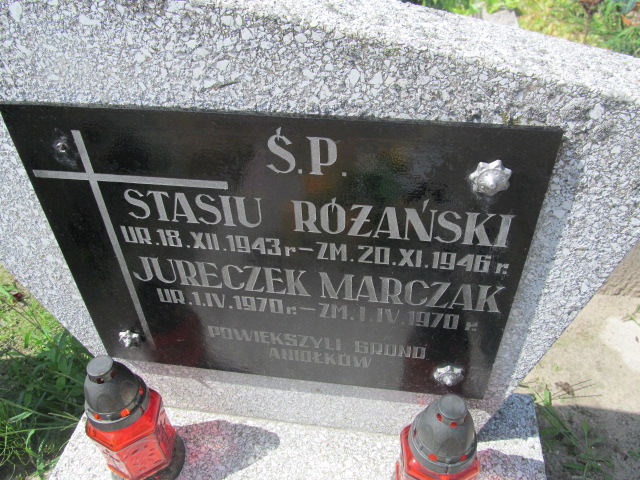 Ś.P.
STASIU RÓŻAŃSKI
UR. 18. XII. 1943 r – ZM. 20. XI. 1946 r.
JURECZEK MARCZAK
UR. 1. IV. 1970 r. – ZM. 1. IV. 1970 r.
POWIEKSZYLI GRONO
ANIOŁKÓW